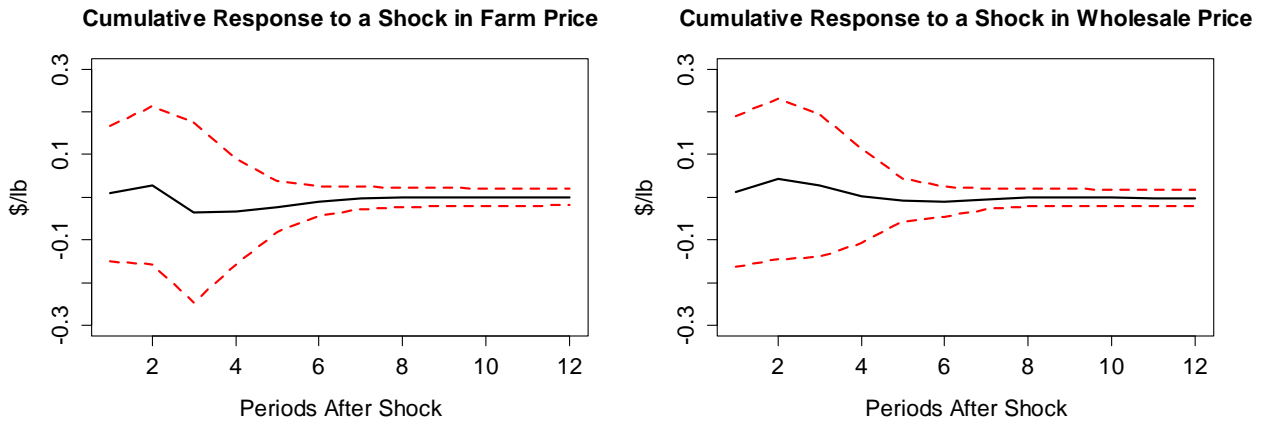 Cumulative Response to a Shock in Farm Price
0.3
0.1
-0.1
-0.3
$/lb
2 4 6 8 10 12
Periods After Shock
Cumulative Response to a Shock in Wholesale Price
0.3
0.1
-0.1
-0.3
$/lb
2 4 6 8 10 12
Periods After Shock